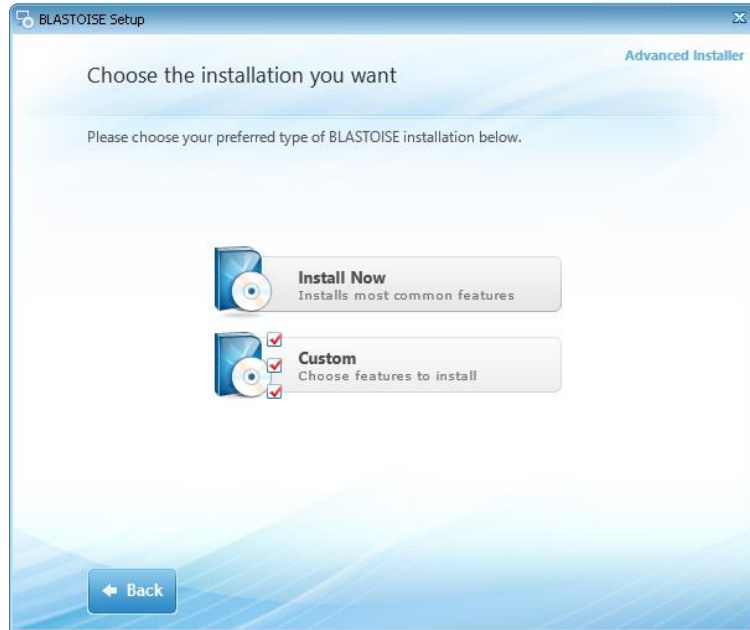 BLASTOISE Setup
Advanced Installer
Choose the installation you want
Please choose your preferred type of BLASTOISE installation below.
Install Now
Installs most common features
Custom
Choose features to install
Back